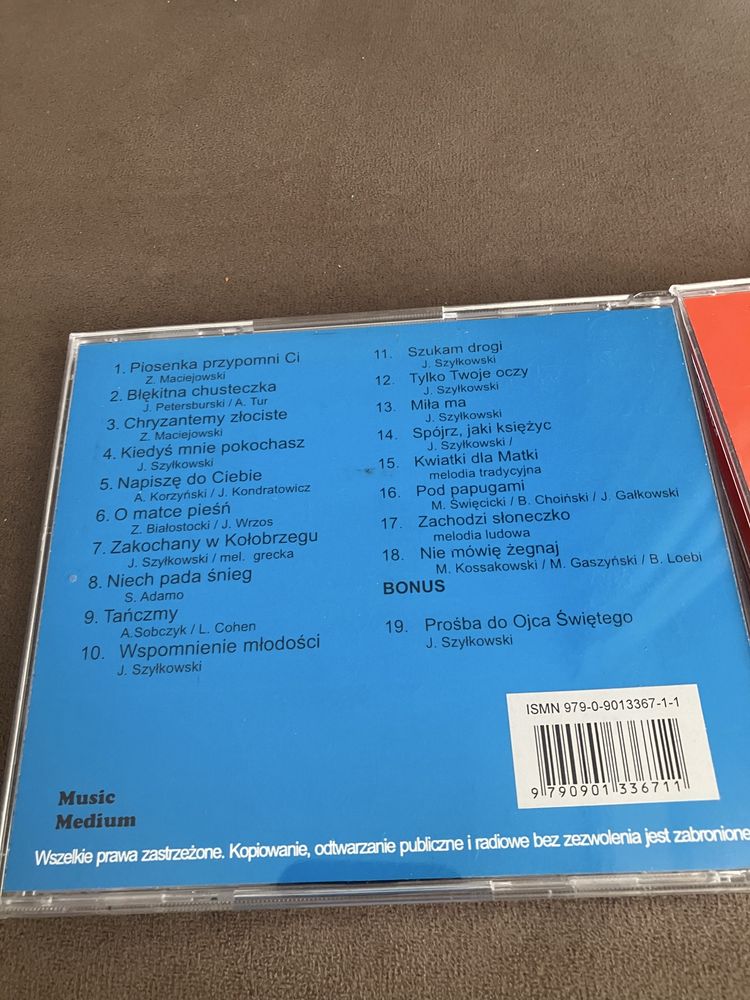 1. Piosenka przypomni Ci
Z. Maciejowski
2. Błękitna chusteczka
J. Petersburski / A. Tur
3. Chryzantemy złociste
Z. Maciejowski
4. Kiedyś mnie pokochasz
J. Szyłkowski
5. Napiszę do Ciebie
A. Korzyński / J. Kondratowicz
6. O matce pieśń
Z. Białostocki / J. Wrzos
7. Zakochany w Kołobrzegu
J. Szyłkowski / mel. grecka
8. Niech pada śnieg
S. Adamo
9. Tańczmy
A.Sobczyk / L. Cohen
10. Wspomnienie młodości
J. Szyłkowski
11. Szukam drogi
J. Szyłkowski
12. Tylko Twoje oczy
J. Szyłkowski
13. Miła ma
J. Szyłkowski
14. Spójrz, jaki księżyc
J. Szyłkowski /
15. Kwiatki dla Matki
melodia tradycyjna
16. Pod papugami
M. Święcicki / B. Choiński / J. Gałkowski
17. Zachodzi słoneczko
melodia ludowa
18. Nie mówię żegnaj
M. Kossakowski / M. Gaszyński / B. Loebl
BONUS
19. Prośba do Ojca Świętego
J. Szyłkowski
ISMN 979-0-9013367-1-1
9 790901 336711
Music
Medium
Wszelkie prawa zastrzeżone. Kopiowanie, odtwarzanie publiczne i radiowe bez zezwolenia jest zabronione